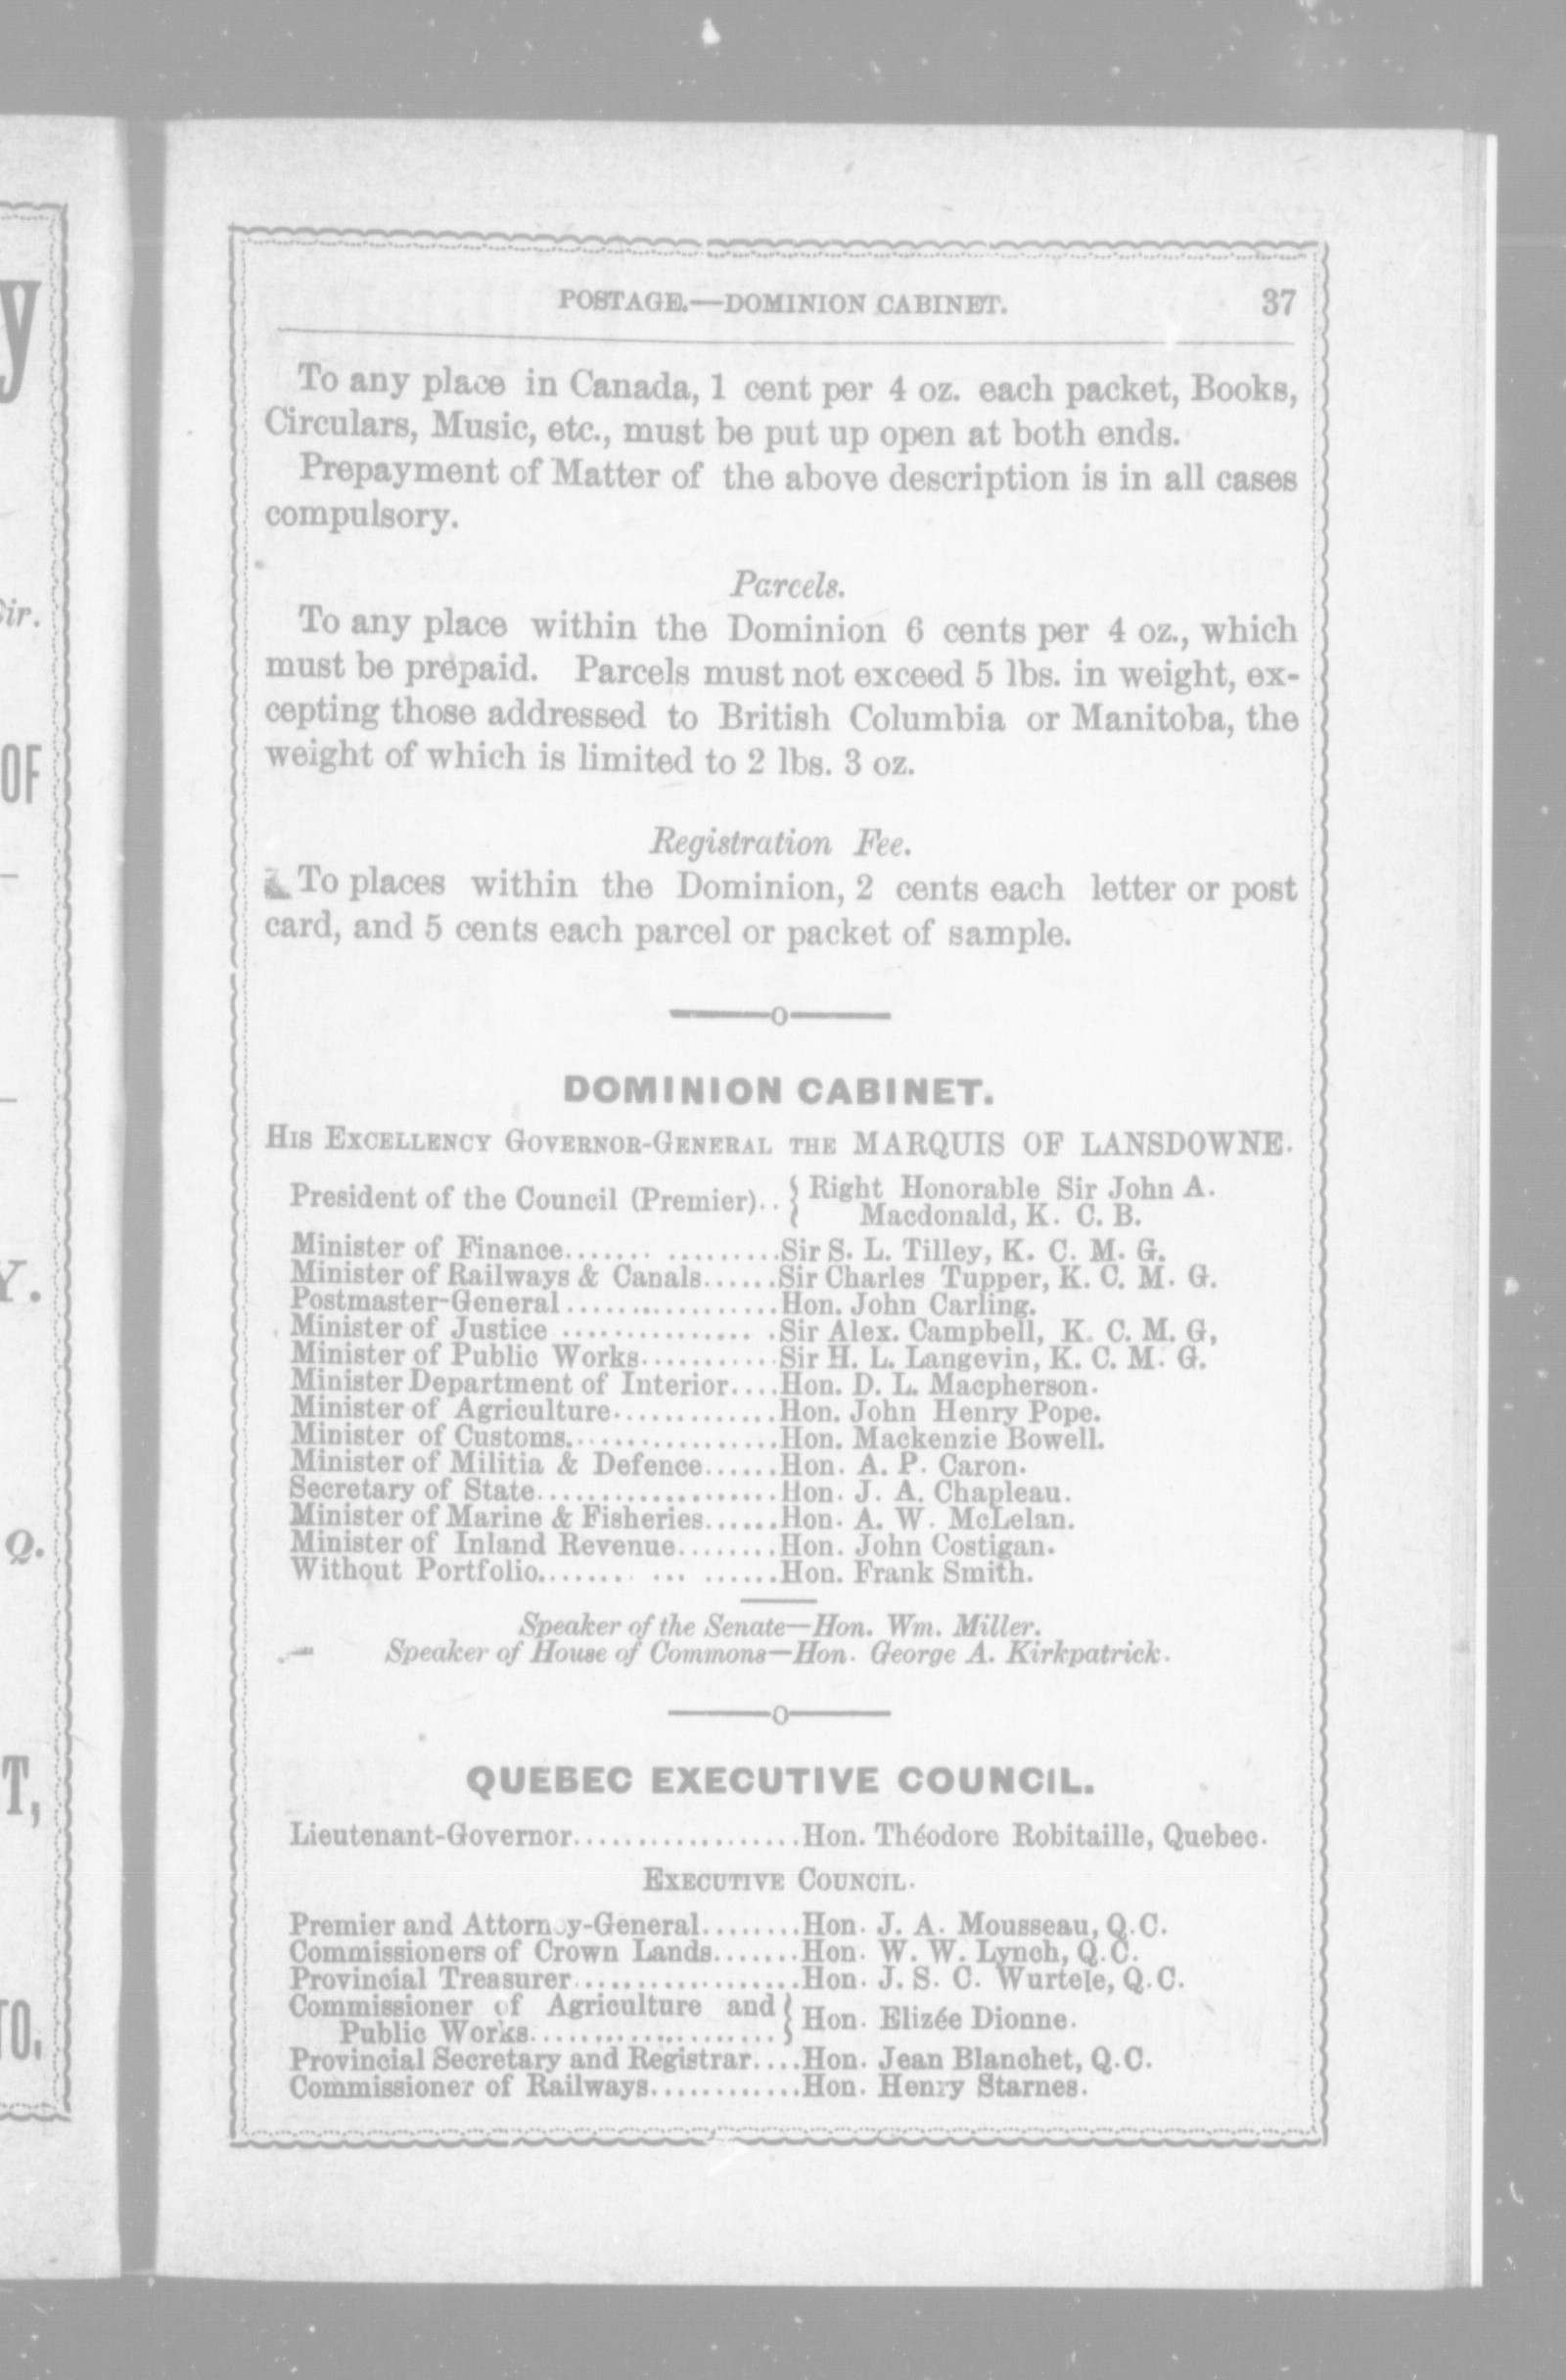 POSTAGE.—DOMINION CABINET. 37
To any place in Canada, 1 cent per 4 oz. each packet, Books,
Circulars, Music, etc., must be put up open at both ends.
Prepayment of Matter of the above description is in all cases
compulsory.
Parcels.
To any place within the Dominion 6 cents per 4 oz., which
must be prepaid. Parcels must not exceed 5 lbs. in weight, ex-
cepting those addressed to British Columbia or Manitoba, the
weight of which is limited to 2 lbs. 3 oz.
Registration Fee.
To places within the Dominion, 2 cents each letter or post
card, and 5 cents each parcel or packet of sample.
——o——
DOMINION CABINET.
HIS EXCELLENCY GOVERNOR-GENERAL THE MARQUIS OF LANSDOWNE.
President of the Council (Premier).. { Right Honorable Sir John A.
Macdonald, K. C. B.
Minister of Finance................Sir S. L. Tilley, K. C. M. G.
Minister of Railways & Canals......Sir Charles Tupper, K. C. M. G.
Postmaster-General.................Hon. John Carling.
Minister of Justice ................Sir Alex. Campbell, K. C. M. G,
Minister of Public Works...........Sir H. L. Langevin, K. C. M. G.
Minister Department of Interior....Hon. D. L. Macpherson.
Minister of Agriculture.............Hon. John Henry Pope.
Minister of Customs.................Hon. Mackenzie Bowell.
Minister of Militia & Defence......Hon. A. P. Caron.
Secretary of State...................Hon. J. A. Chapleau.
Minister of Marine & Fisheries......Hon. A. W. McLelan.
Minister of Inland Revenue........Hon. John Costigan.
Without Portfolio....... ... ......Hon. Frank Smith.
Speaker of the Senate—Hon. Wm. Miller.
Speaker of House of Commons—Hon. George A. Kirkpatrick.
——o——
QUEBEC EXECUTIVE COUNCIL.
Lieutenant-Governor..................Hon. Théodore Robitaille, Quebec.
EXECUTIVE COUNCIL.
Premier and Attorney-General........Hon. J. A. Mousseau, Q.C.
Commissioners of Crown Lands.......Hon. W. W. Lynch, Q.C.
Provincial Treasurer..................Hon. J. S. C. Wurtele, Q.C.
Commissioner of Agriculture and
Public Works................... } Hon. Elizée Dionne.
Provincial Secretary and Registrar....Hon. Jean Blanchet, Q.C.
Commissioner of Railways............Hon. Henry Starnes.